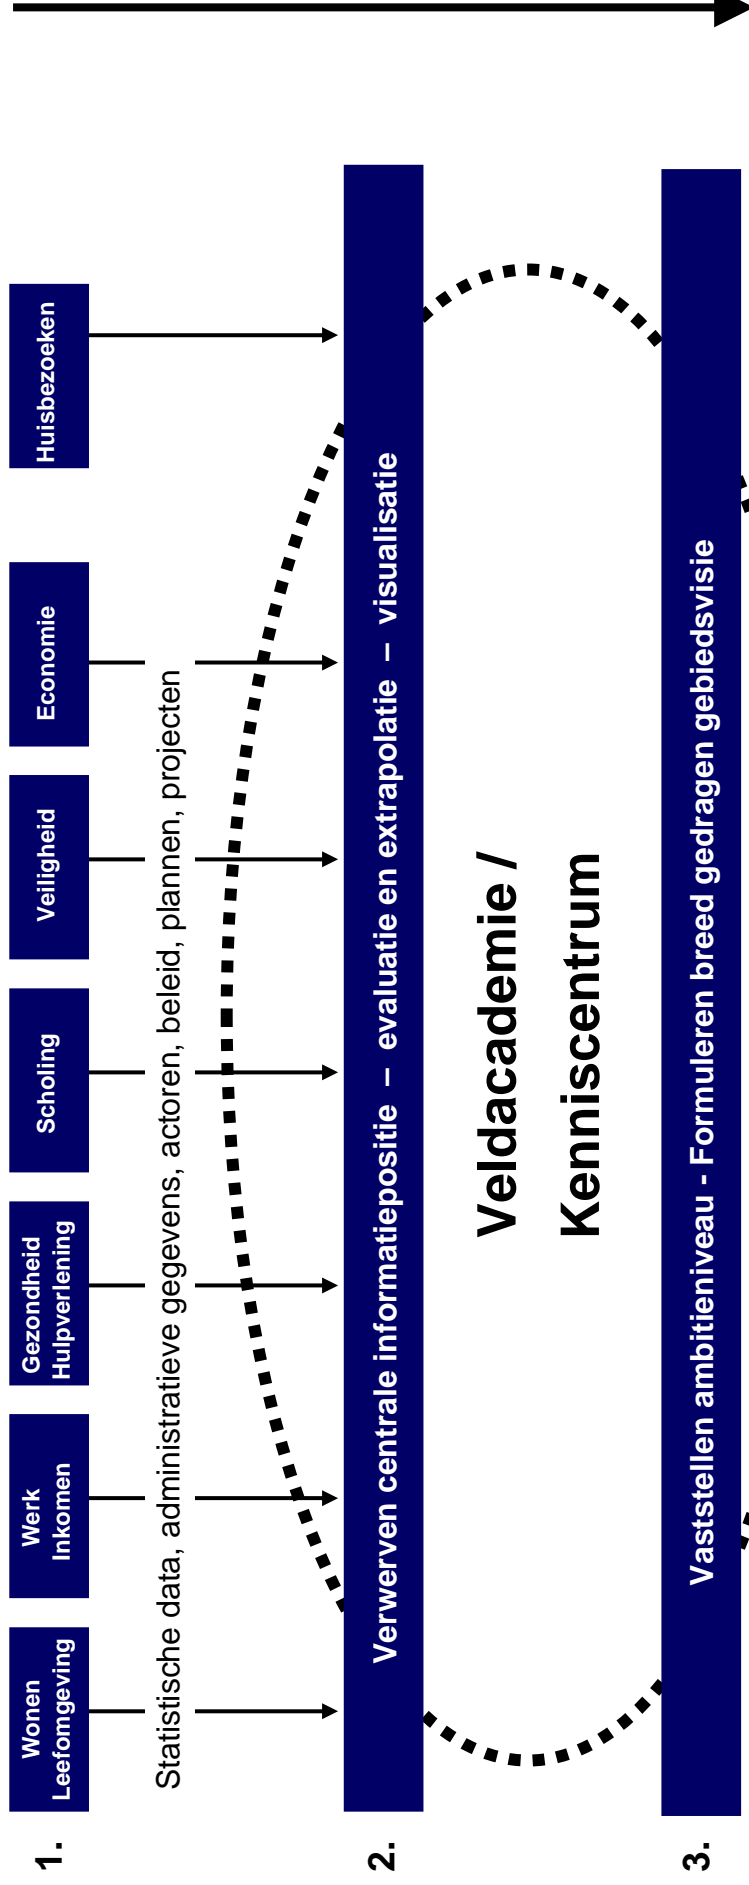 1.
Wonen
Leefomgeving
Werk
Inkomen
Gezondheid
Hulpverlening
Scholing
Veiligheid
Economie
Huisbezoeken
Statistische data, administratieve gegevens, actoren, beleid, plannen, projecten
2.
Verwerven centrale informatiepositie – evaluatie en extrapolatie – visualisatie
Veldacademie /
Kenniscentrum
3.
Vaststellen ambitieniveau - Formuleren breed gedragen gebiedsvisie